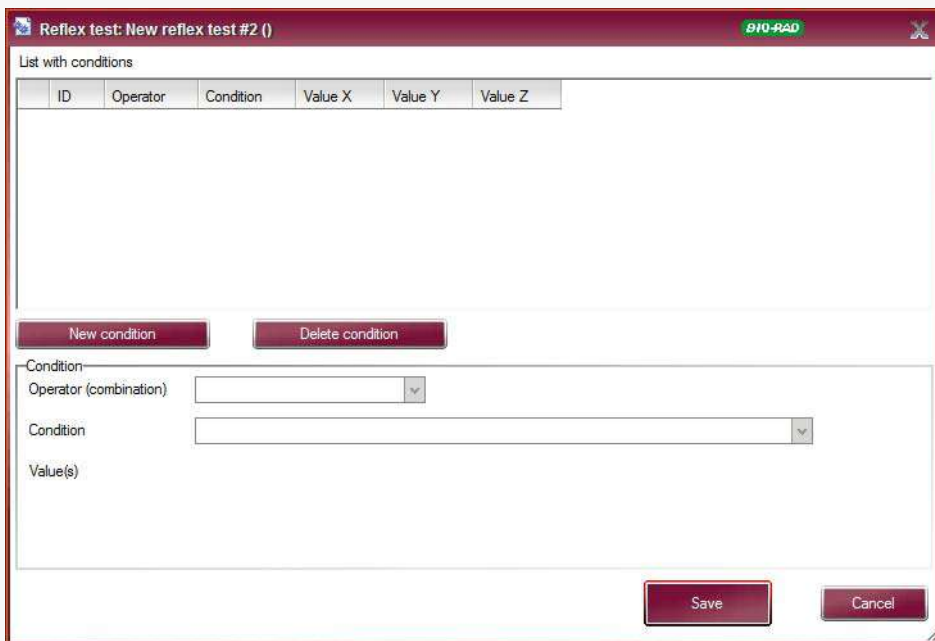 Reflex test: New reflex test #2 () BIO-RAD X
List with conditions
ID Operator Condition Value X Value Y Value Z
New condition Delete condition
Condition
Operator (combination)
Condition
Value(s)
Save Cancel